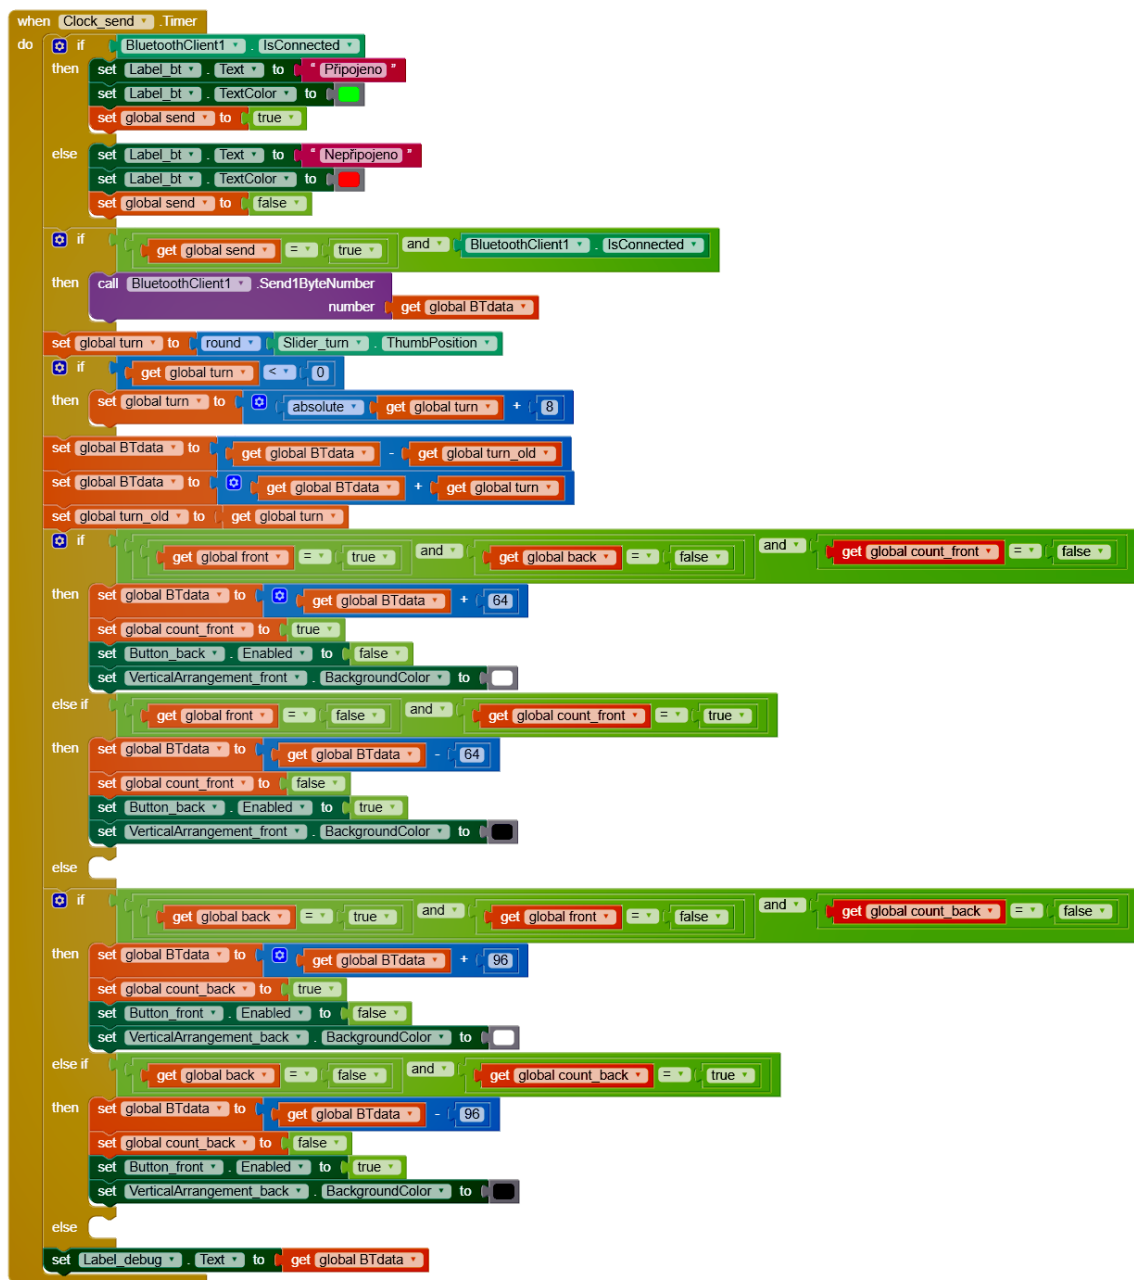 when Clock_send .Timer
do if BluetoothClient1 . IsConnected
then set Label_bt . Text to " Připojeno "
set Label_bt . TextColor to
set global send to true
else set Label_bt . Text to " Nepřipojeno "
set Label_bt . TextColor to
set global send to false
if get global send = true and BluetoothClient1 . IsConnected
then call BluetoothClient1 .Send1ByteNumber
number get global BTdata
set global turn to round Slider_turn . ThumbPosition
if get global turn < 0
then set global turn to absolute get global turn + 8
set global BTdata to get global BTdata - get global turn_old
set global BTdata to get global BTdata + get global turn
set global turn_old to get global turn
if get global front = true and get global back = false and get global count_front = false
then set global BTdata to get global BTdata + 64
set global count_front to true
set Button_back . Enabled to false
set VerticalArrangement_front . BackgroundColor to
else if get global front = false and get global count_front = true
then set global BTdata to get global BTdata - 64
set global count_front to false
set Button_back . Enabled to true
set VerticalArrangement_front . BackgroundColor to
else
if get global back = true and get global front = false and get global count_back = false
then set global BTdata to get global BTdata + 96
set global count_back to true
set Button_front . Enabled to false
set VerticalArrangement_back . BackgroundColor to
else if get global back = false and get global count_back = true
then set global BTdata to get global BTdata - 96
set global count_back to false
set Button_front . Enabled to true
set VerticalArrangement_back . BackgroundColor to
else
set Label_debug . Text to get global BTdata